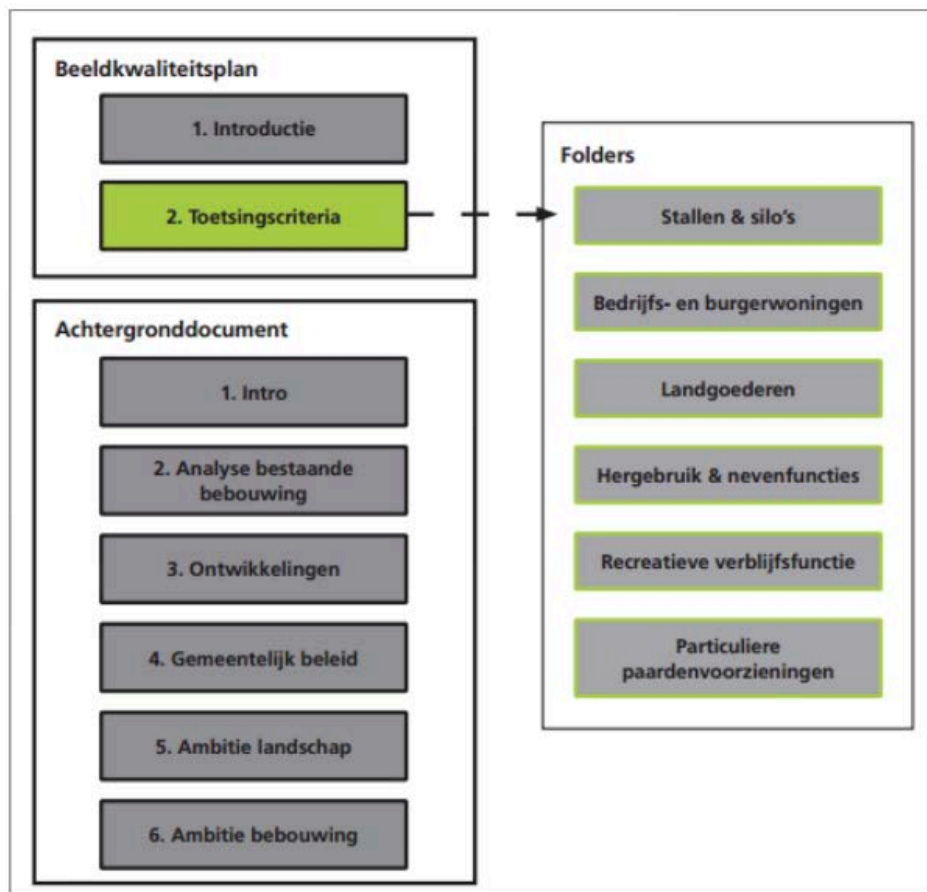 Beeldkwaliteitsplan
1. Introductie
2. Toetsingscriteria
Achtergronddocument
1. Intro
2. Analyse bestaande
bebouwing
3. Ontwikkelingen
4. Gemeentelijk beleid
5. Ambitie landschap
6. Ambitie bebouwing
Folders
Stallen & silo's
Bedrijfs- en burgerwoningen
Landgoederen
Hergebruik & nevenfuncties
Recreatieve verblijfsfunctie
Particuliere
paardenvoorzieningen